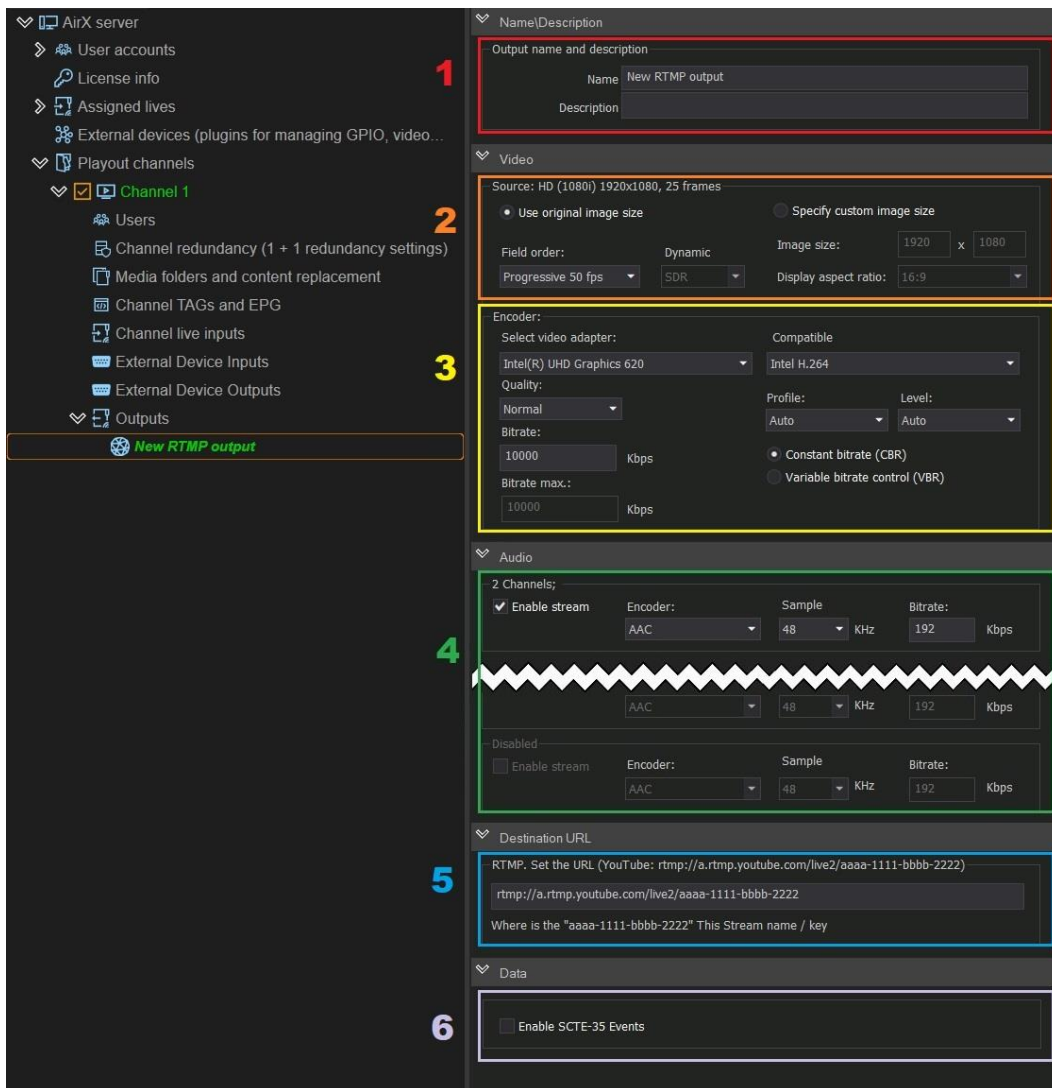 AirX server
User accounts
License info
Assigned lives
External devices (plugins for managing GPIO, video...
Playout channels
Channel 1
Users
Channel redundancy (1 + 1 redundancy settings)
Media folders and content replacement
Channel TAGs and EPG
Channel live inputs
External Device Inputs
External Device Outputs
Outputs
New RTMP output
Name\Description
1
Output name and description
Name New RTMP output
Description
Video
2
Source: HD (1080i) 1920x1080, 25 frames
Use original image size Specify custom image size
Field order: Dynamic Image size: 1920 x 1080
Progressive 50 fps SDR Display aspect ratio: 16:9
3
Encoder:
Select video adapter: Compatible
Intel(R) UHD Graphics 620 Intel H.264
Quality:
Normal
Profile: Level:
Auto Auto
Bitrate:
10000 Kbps
Constant bitrate (CBR)
Variable bitrate control (VBR)
Bitrate max.:
10000 Kbps
Audio
4
2 Channels;
Enable stream Encoder: Sample Bitrate:
AAC 48 KHz 192 Kbps
AAC 48 KHz 192 Kbps
Disabled
Enable stream Encoder: Sample Bitrate:
AAC 48 KHz 192 Kbps
Destination URL
5
RTMP. Set the URL (YouTube: rtmp://a.rtmp.youtube.com/live2/aaaa-1111-bbbb-2222)
rtmp://a.rtmp.youtube.com/live2/aaaa-1111-bbbb-2222
Where is the "aaaa-1111-bbbb-2222" This Stream name / key
Data
6
Enable SCTE-35 Events